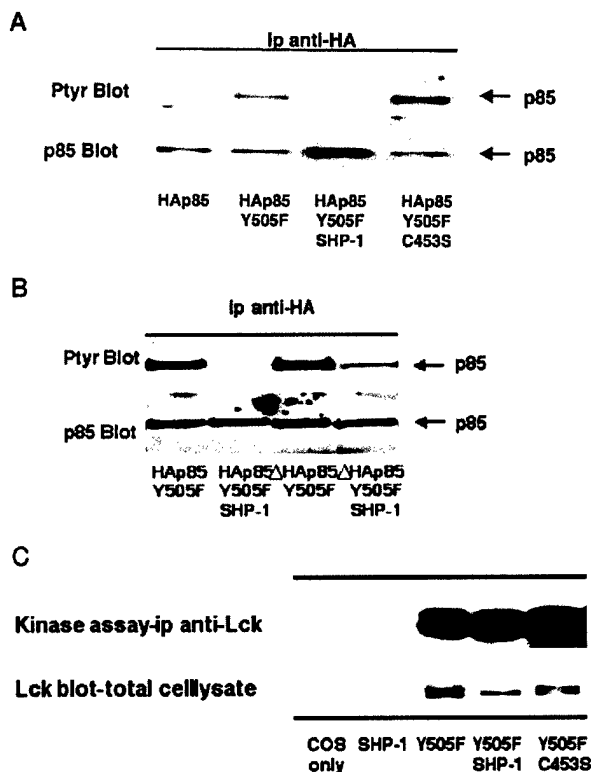 A
Ip anti-HA
Ptyr Blot
p85
p85 Blot
p85
HAp85
HAp85
Y505F
HAp85
Y505F
SHP-1
HAp85
Y505F
C453S
B
Ip anti-HA
Ptyr Blot
p85
p85 Blot
p85
HAp85
Y505F
HAp85
Y505F
SHP-1
ΔHAp85
Y505F
ΔHAp85
Y505F
SHP-1
C
Kinase assay-ip anti-Lck
Lck blot-total celllysate
COS
only
SHP-1
Y505F
Y505F
SHP-1
Y505F
C453S